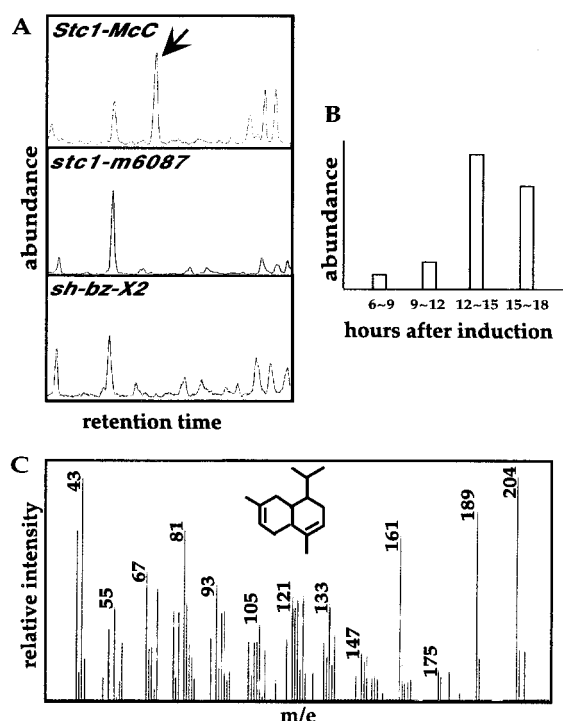 A
Stc1-McC
stc1-m6087
sh-bz-X2
abundance
retention time
B
abundance
6~9 9~12 12~15 15~18
hours after induction
C
relative intensity
43 55 67 81 93 105 121 133 147 161 175 189 204
m/e